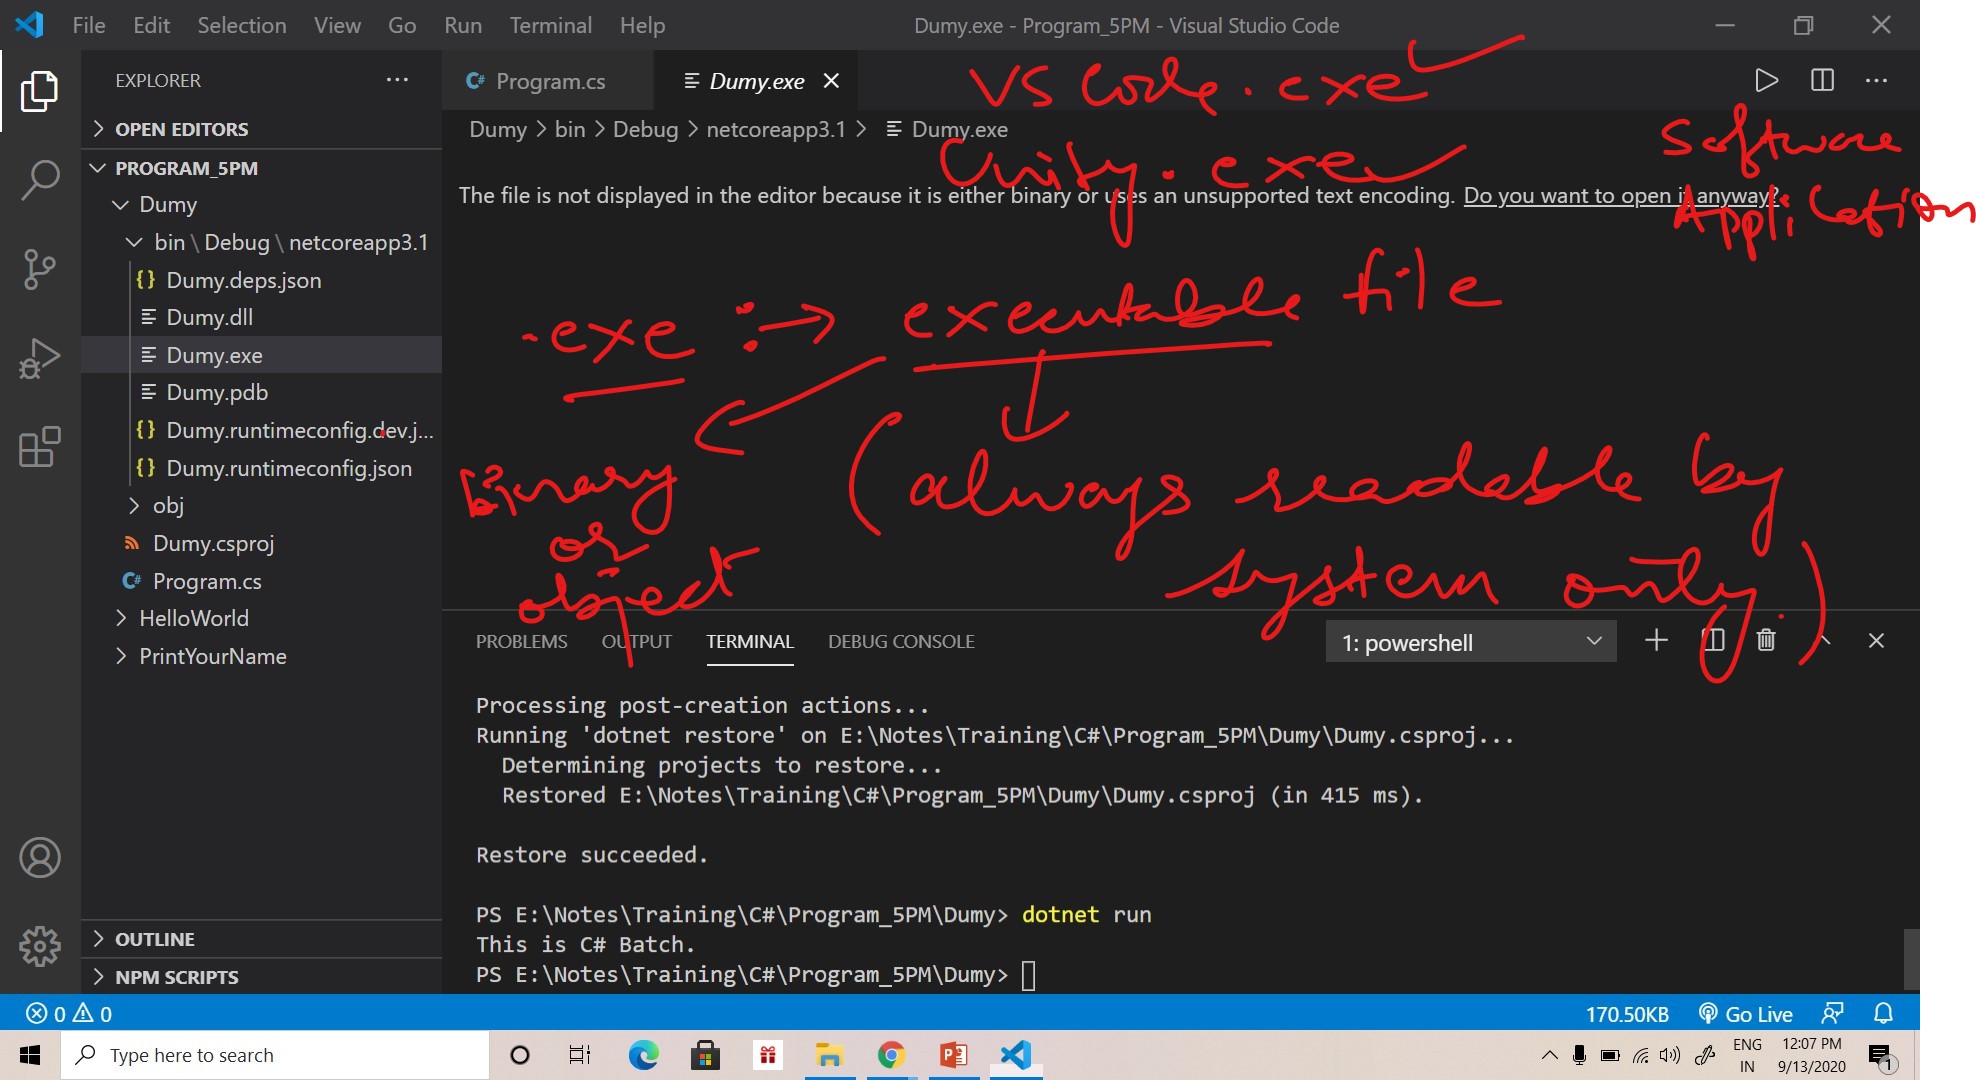 File Edit Selection View Go Run Terminal Help
Dumy.exe - Program_5PM - Visual Studio Code
EXPLORER
OPEN EDITORS
PROGRAM_5PM
Dumy
bin \ Debug \ netcoreapp3.1
Dumy.deps.json
Dumy.dll
Dumy.exe
Dumy.pdb
Dumy.runtimeconfig.dev.j...
Dumy.runtimeconfig.json
obj
Dumy.csproj
Program.cs
HelloWorld
PrintYourName
OUTLINE
NPM SCRIPTS
Program.cs
Dumy.exe
Dumy > bin > Debug > netcoreapp3.1 > Dumy.exe
The file is not displayed in the editor because it is either binary or uses an unsupported text encoding. Do you want to open it anyway?
VS Code.exe
Unity.exe
Software
Application
.exe :→ executable file
binary
or
object
(always readable by
system only.)
PROBLEMS OUTPUT TERMINAL DEBUG CONSOLE
1: powershell
Processing post-creation actions...
Running 'dotnet restore' on E:\Notes\Training\C#\Program_5PM\Dumy\Dumy.csproj...
Determining projects to restore...
Restored E:\Notes\Training\C#\Program_5PM\Dumy\Dumy.csproj (in 415 ms).
Restore succeeded.
PS E:\Notes\Training\C#\Program_5PM\Dumy> dotnet run
This is C# Batch.
PS E:\Notes\Training\C#\Program_5PM\Dumy>
0 0
170.50KB Go Live
Type here to search
ENG
IN
12:07 PM
9/13/2020
1